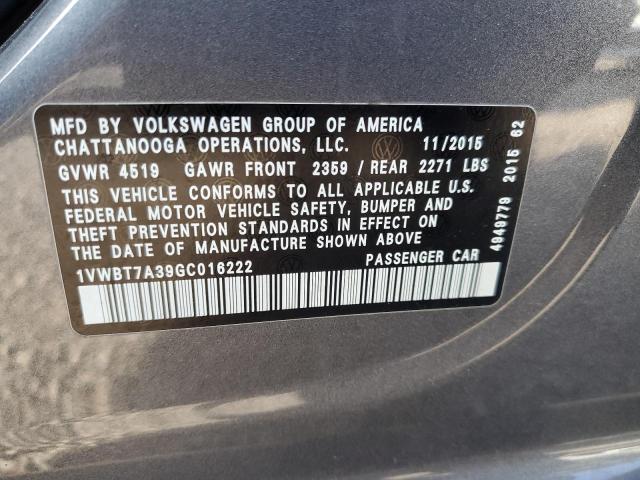 MFD BY VOLKSWAGEN GROUP OF AMERICA
CHATTANOOGA OPERATIONS, LLC. 11/2015
GVWR 4519 GAWR FRONT 2359 / REAR 2271 LBS
THIS VEHICLE CONFORMS TO ALL APPLICABLE U.S.
FEDERAL MOTOR VEHICLE SAFETY, BUMPER AND
THEFT PREVENTION STANDARDS IN EFFECT ON
THE DATE OF MANUFACTURE SHOWN ABOVE
1VWBT7A39GC016222 PASSENGER CAR
4949779 2015 62